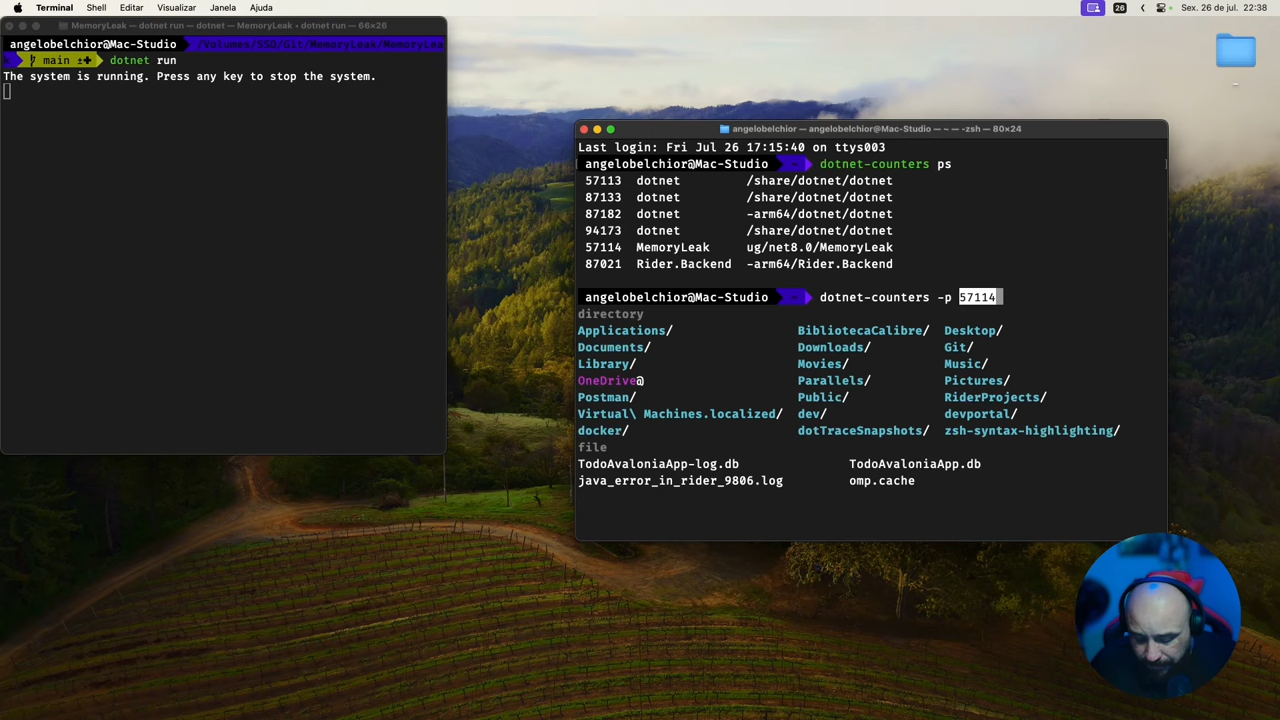 Terminal Shell Editar Visualizar Janela Ajuda 26 Sex. 26 de jul. 22:38
MemoryLeak — dotnet run — dotnet — MemoryLeak • dotnet run — 66×26
angelobelchior@Mac-Studio /Volumes/SSD/Git/MemoryLeak/MemoryLea
k main ±✚ dotnet run
The system is running. Press any key to stop the system.
angelobelchior — angelobelchior@Mac-Studio — ~ — -zsh — 80×24
Last login: Fri Jul 26 17:15:40 on ttys003
angelobelchior@Mac-Studio ~ dotnet-counters ps
57113 dotnet /share/dotnet/dotnet
87133 dotnet /share/dotnet/dotnet
87182 dotnet -arm64/dotnet/dotnet
94173 dotnet /share/dotnet/dotnet
57114 MemoryLeak ug/net8.0/MemoryLeak
87021 Rider.Backend -arm64/Rider.Backend
angelobelchior@Mac-Studio ~ dotnet-counters -p 57114
directory
Applications/ BibliotecaCalibre/ Desktop/
Documents/ Downloads/ Git/
Library/ Movies/ Music/
OneDrive@ Parallels/ Pictures/
Postman/ Public/ RiderProjects/
Virtual\ Machines.localized/ dev/ devportal/
docker/ dotTraceSnapshots/ zsh-syntax-highlighting/
file
TodoAvaloniaApp-log.db TodoAvaloniaApp.db
java_error_in_rider_9806.log omp.cache